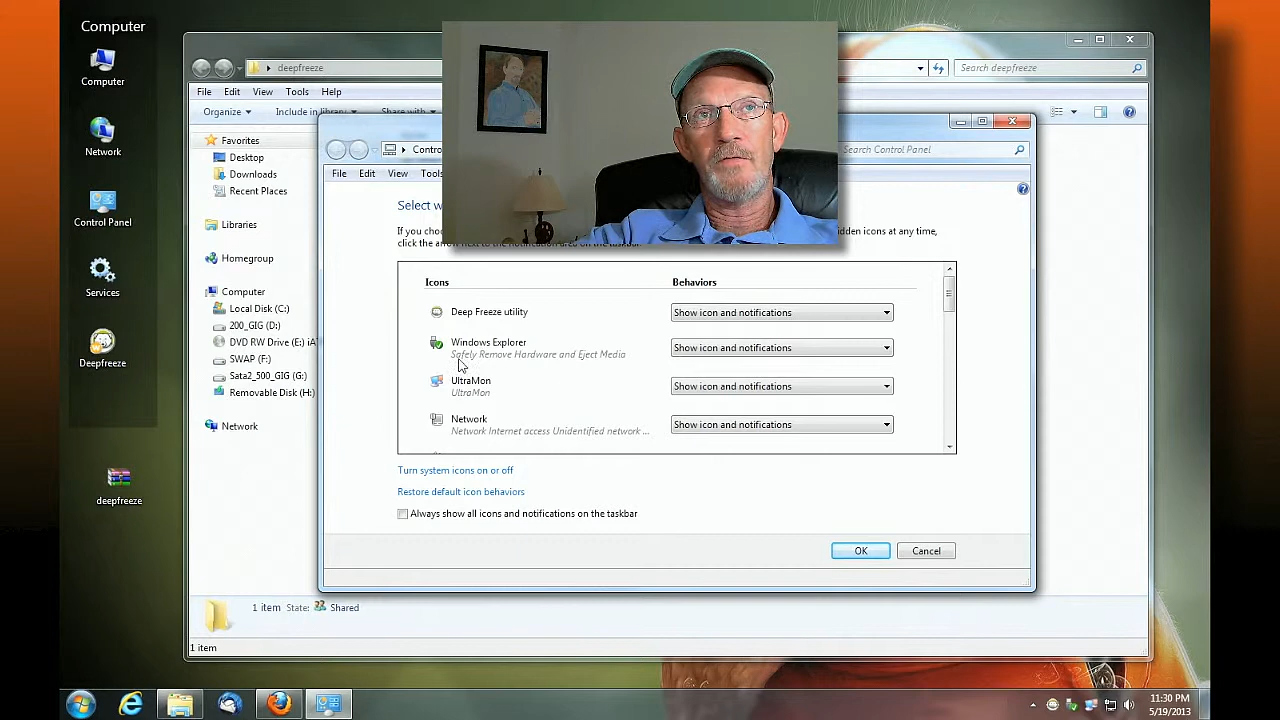 Computer
Computer
Network
Control Panel
Services
Deepfreeze
deepfreeze
deepfreeze
Search deepfreeze
File Edit View Tools Help
Organize Include in library Share with
Favorites
Desktop
Downloads
Recent Places
Libraries
Homegroup
Computer
Local Disk (C:)
200_GIG (D:)
DVD RW Drive (E:) iAT
SWAP (F:)
Sata2_500_GIG (G:)
Removable Disk (H:)
Network
1 item State: Shared
1 item
Contro
Search Control Panel
File Edit View Tools
Select w
If you choo
dden icons at any time,
click the arrow next to the notification area on the taskbar.
Icons Behaviors
Deep Freeze utility Show icon and notifications
Windows Explorer
Safely Remove Hardware and Eject Media
Show icon and notifications
UltraMon
UltraMon
Show icon and notifications
Network
Network Internet access Unidentified network ...
Show icon and notifications
Turn system icons on or off
Restore default icon behaviors
Always show all icons and notifications on the taskbar
OK Cancel
11:30 PM
5/19/2013